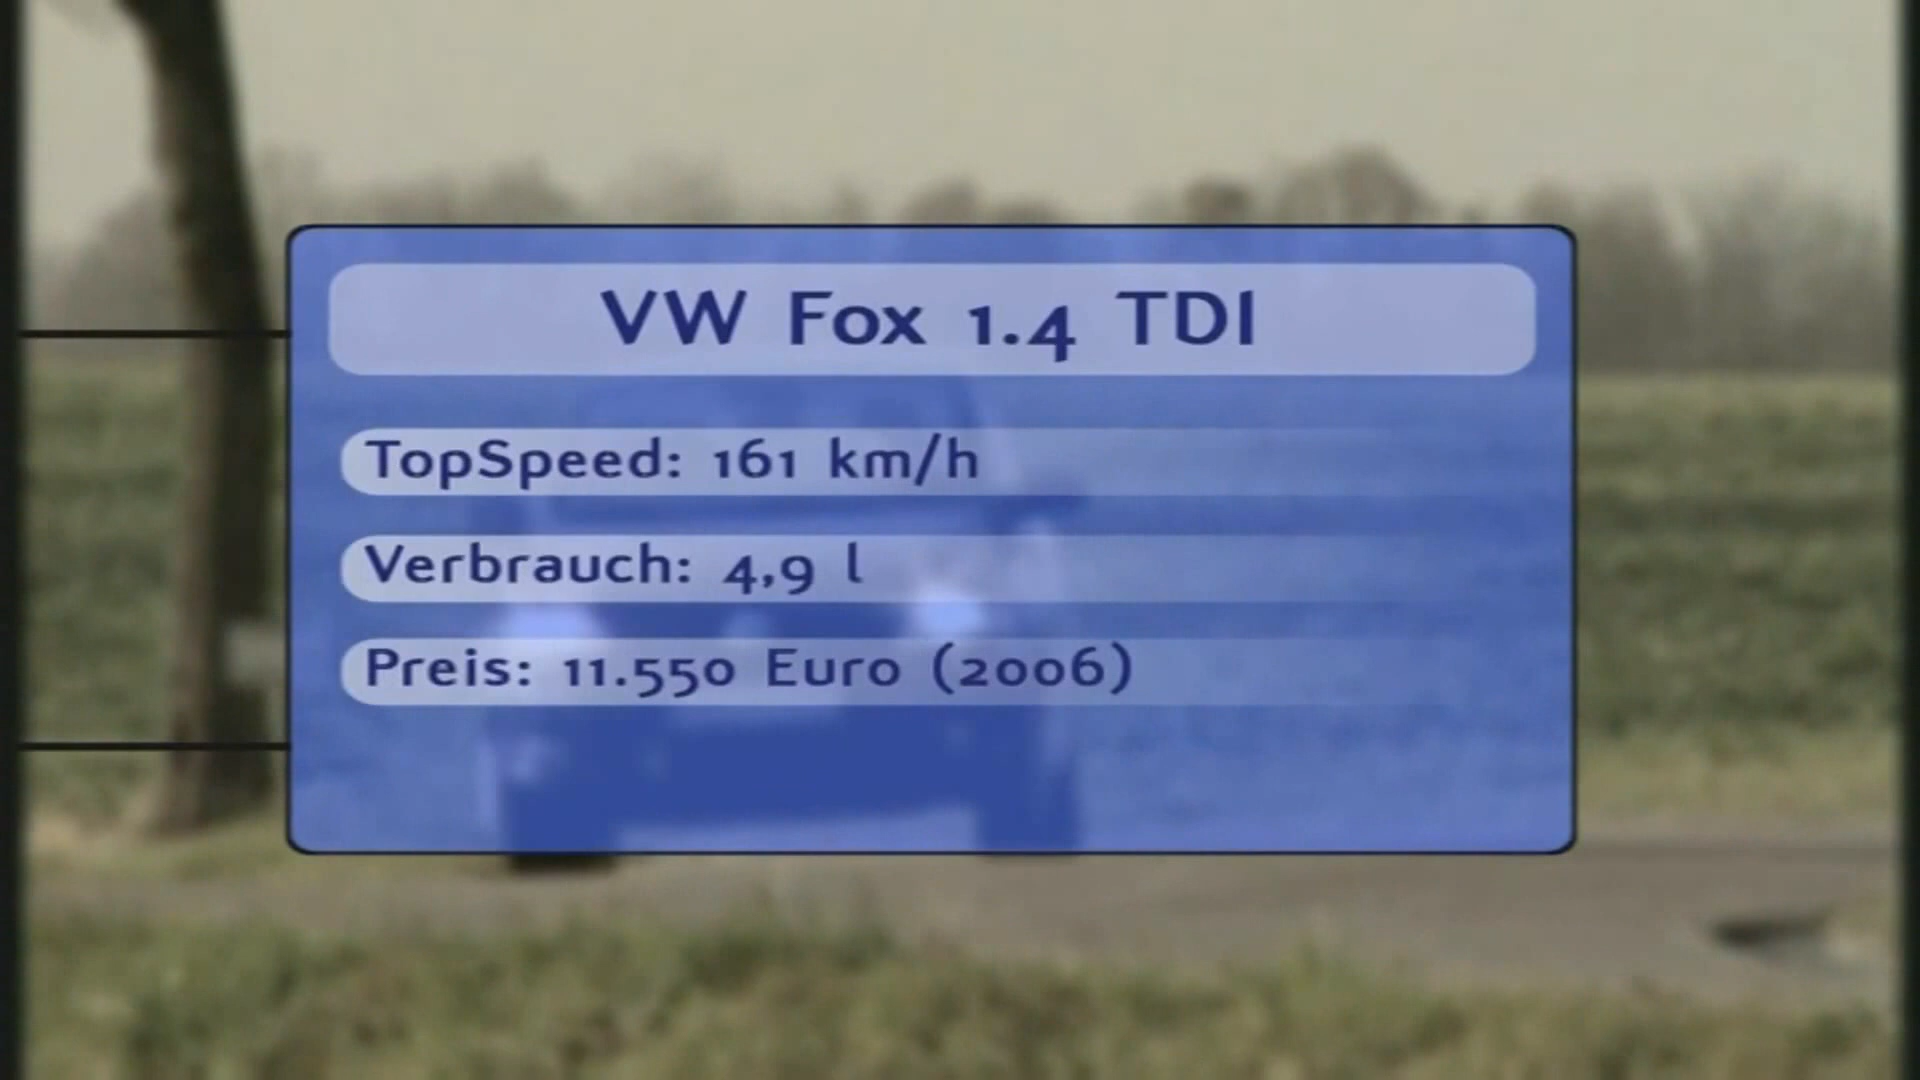 VW Fox 1.4 TDI
TopSpeed: 161 km/h
Verbrauch: 4,9 l
Preis: 11.550 Euro (2006)